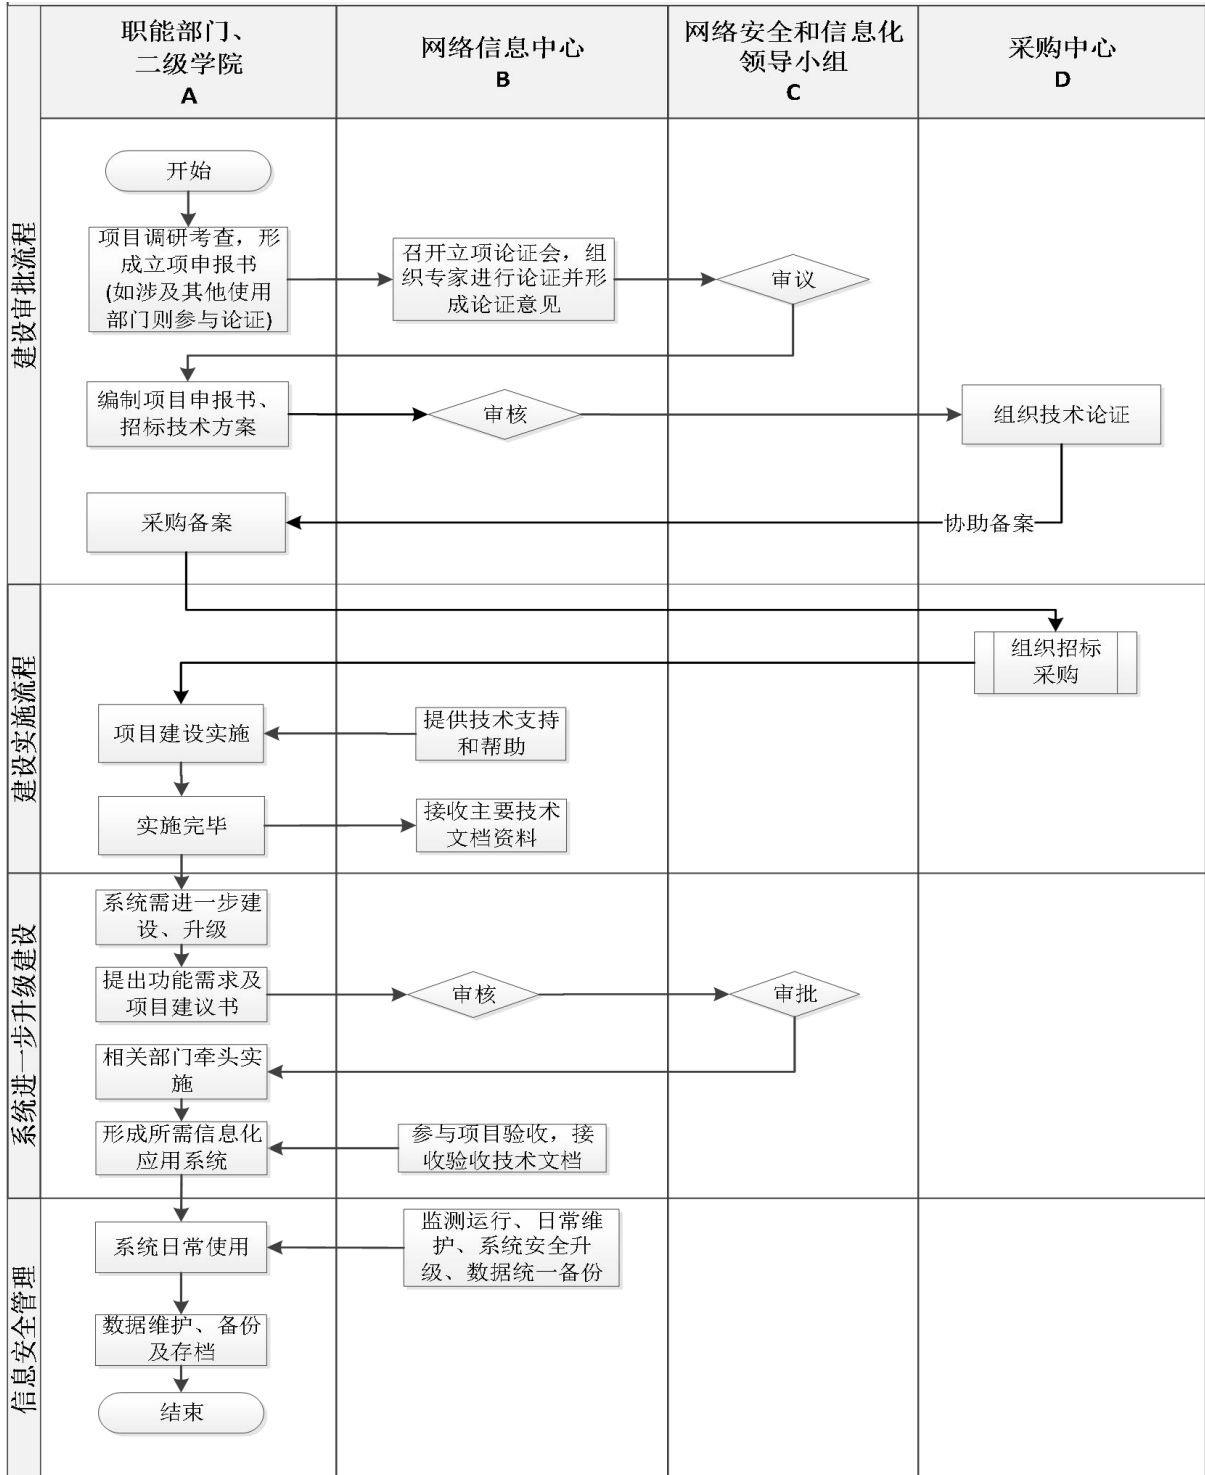 职能部门、
二级学院
A
网络信息中心
B
网络安全和信息化
领导小组
C
采购中心
D
建设审批流程
开始
项目调研考查，形
成立项申报书
(如涉及其他使用
部门则参与论证)
召开立项论证会，组
织专家进行论证并形
成论证意见
审议
编制项目申报书、
招标技术方案
审核
组织技术论证
采购备案
协助备案
建设实施流程
组织招标
采购
项目建设实施
提供技术支持
和帮助
实施完毕
接收主要技术
文档资料
系统进一步升级建设
系统需进一步建
设、升级
提出功能需求及
项目建议书
审核
审批
相关部门牵头实
施
形成所需信息化
应用系统
参与项目验收，接
收验收技术文档
信息安全管理
系统日常使用
监测运行、日常维
护、系统安全升
级、数据统一备份
数据维护、备份
及存档
结束